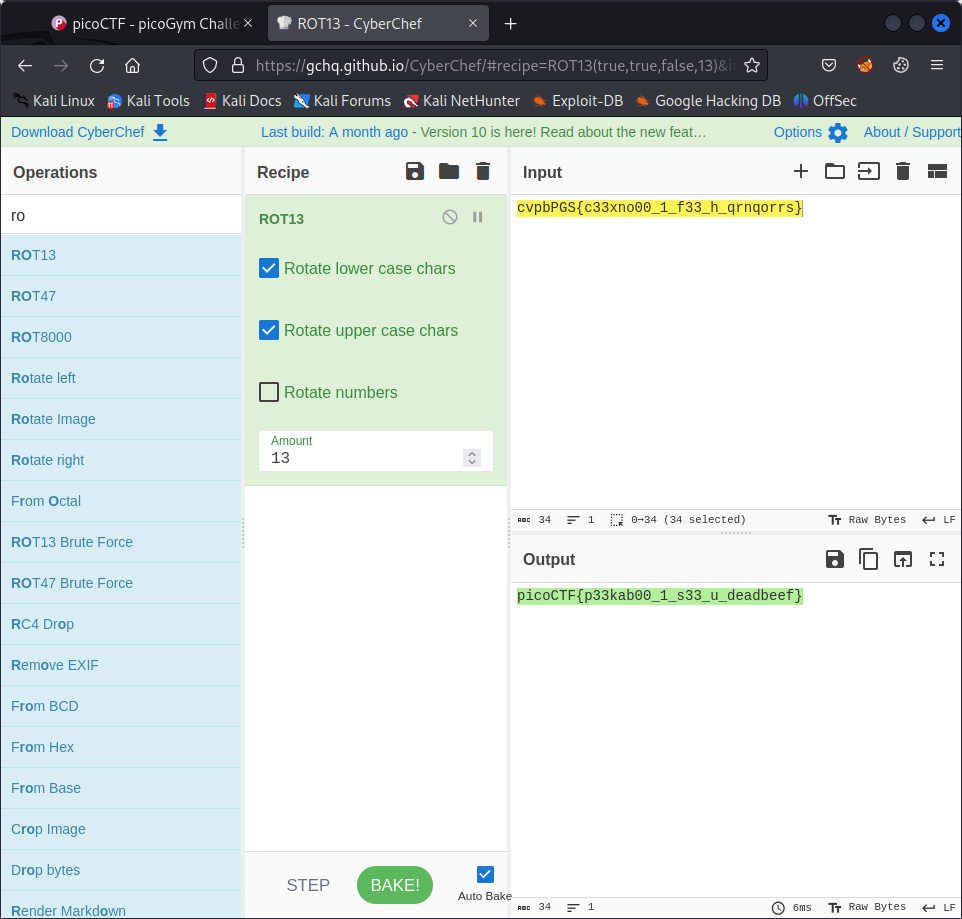 picoCTF - picoGym Challe
ROT13 - CyberChef
https://gchq.github.io/CyberChef/#recipe=ROT13(true,true,false,13)&i
Kali Linux Kali Tools Kali Docs Kali Forums Kali NetHunter Exploit-DB Google Hacking DB OffSec
Download CyberChef
Last build: A month ago - Version 10 is here! Read about the new feat…
Options
About / Support
Operations
ro
ROT13
ROT47
ROT8000
Rotate left
Rotate Image
Rotate right
From Octal
ROT13 Brute Force
ROT47 Brute Force
RC4 Drop
Remove EXIF
From BCD
From Hex
From Base
Crop Image
Drop bytes
Render Markdown
Recipe
ROT13
Rotate lower case chars
Rotate upper case chars
Rotate numbers
Amount
13
STEP
BAKE!
Auto Bake
Input
cvpbPGS{c33xno00_1_f33_h_qrnqorrs}
ABC 34 1 0→34 (34 selected) Tт Raw Bytes LF
Output
picoCTF{p33kab00_1_s33_u_deadbeef}
ABC 34 1 6ms Tт Raw Bytes LF